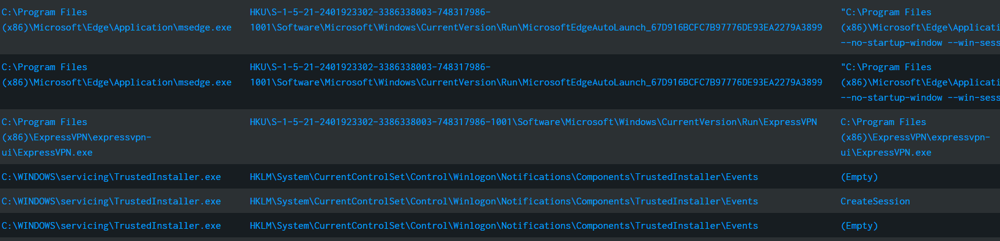 C:\Program Files
(x86)\Microsoft\Edge\Application\msedge.exe
HKU\S-1-5-21-2401923302-3386338003-748317986-
1001\Software\Microsoft\Windows\CurrentVersion\Run\MicrosoftEdgeAutoLaunch_67D916BCFC7B97776DE93EA2279A3899
"C:\Program Files
(x86)\Microsoft\Edge\Applicati
--no-startup-window --win-sess
C:\Program Files
(x86)\Microsoft\Edge\Application\msedge.exe
HKU\S-1-5-21-2401923302-3386338003-748317986-
1001\Software\Microsoft\Windows\CurrentVersion\Run\MicrosoftEdgeAutoLaunch_67D916BCFC7B97776DE93EA2279A3899
"C:\Program Files
(x86)\Microsoft\Edge\Applicati
--no-startup-window --win-sess
C:\Program Files
(x86)\ExpressVPN\expressvpn-
ui\ExpressVPN.exe
HKU\S-1-5-21-2401923302-3386338003-748317986-1001\Software\Microsoft\Windows\CurrentVersion\Run\ExpressVPN
C:\Program Files
(x86)\ExpressVPN\expressvpn-
ui\ExpressVPN.exe
C:\WINDOWS\servicing\TrustedInstaller.exe
HKLM\System\CurrentControlSet\Control\Winlogon\Notifications\Components\TrustedInstaller\Events
(Empty)
C:\WINDOWS\servicing\TrustedInstaller.exe
HKLM\System\CurrentControlSet\Control\Winlogon\Notifications\Components\TrustedInstaller\Events
CreateSession
C:\WINDOWS\servicing\TrustedInstaller.exe
HKLM\System\CurrentControlSet\Control\Winlogon\Notifications\Components\TrustedInstaller\Events
(Empty)